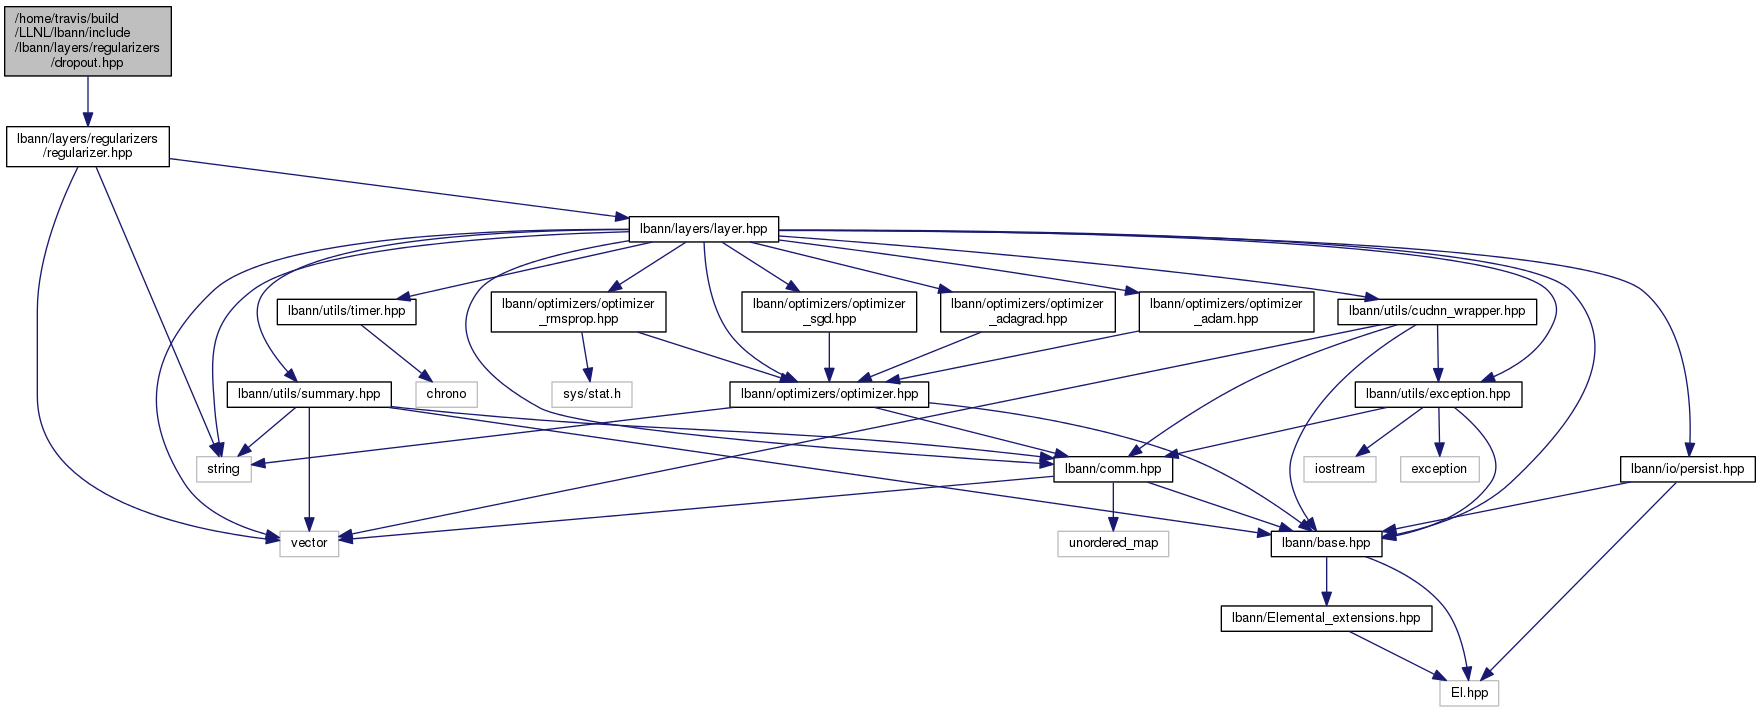 /home/travis/build
/LLNL/lbann/include
/lbann/layers/regularizers
/dropout.hpp
lbann/layers/regularizers
/regularizer.hpp
lbann/layers/layer.hpp
lbann/utils/timer.hpp
lbann/optimizers/optimizer
_rmsprop.hpp
lbann/optimizers/optimizer
_sgd.hpp
lbann/optimizers/optimizer
_adagrad.hpp
lbann/optimizers/optimizer
_adam.hpp
lbann/utils/cudnn_wrapper.hpp
lbann/utils/summary.hpp
chrono
sys/stat.h
lbann/optimizers/optimizer.hpp
lbann/utils/exception.hpp
string
lbann/comm.hpp
iostream
exception
lbann/io/persist.hpp
vector
unordered_map
lbann/base.hpp
lbann/Elemental_extensions.hpp
El.hpp